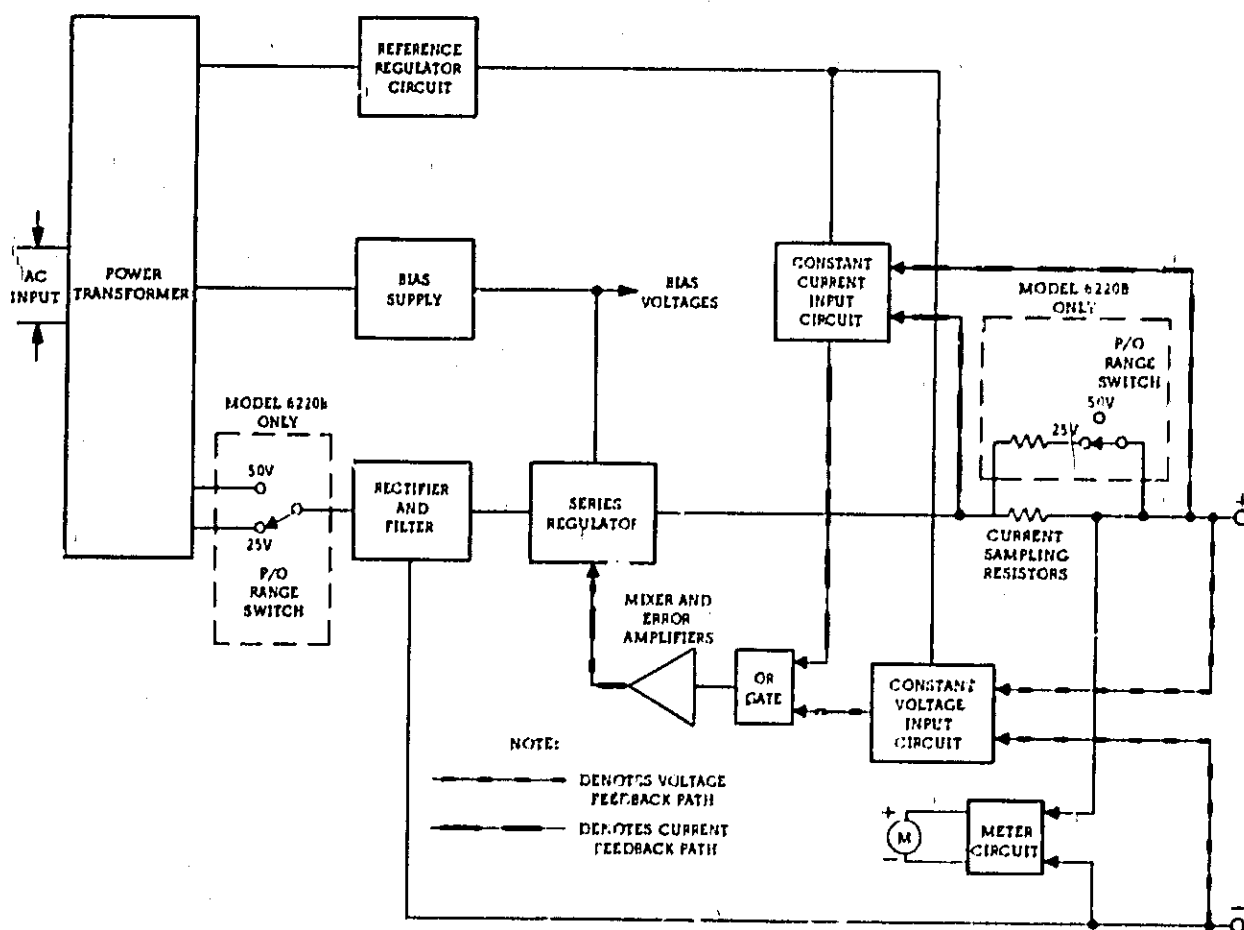 REFERENCE
REGULATOR
CIRCUIT
AC
INPUT
POWER
TRANSFORMER
BIAS
SUPPLY
BIAS
VOLTAGES
CONSTANT
CURRENT
INPUT
CIRCUIT
MODEL 6220B
ONLY
P/O
RANGE
SWITCH
50V
25V
MODEL 6220B
ONLY
50V
25V
P/O
RANGE
SWITCH
RECTIFIER
AND
FILTER
SERIES
REGULATOR
CURRENT
SAMPLING
RESISTORS
+
MIXER AND
ERROR
AMPLIFIERS
OR
GATE
CONSTANT
VOLTAGE
INPUT
CIRCUIT
NOTE:
DENOTES VOLTAGE
FEEDBACK PATH
DENOTES CURRENT
FEEDBACK PATH
+
M
−
METER
CIRCUIT
−